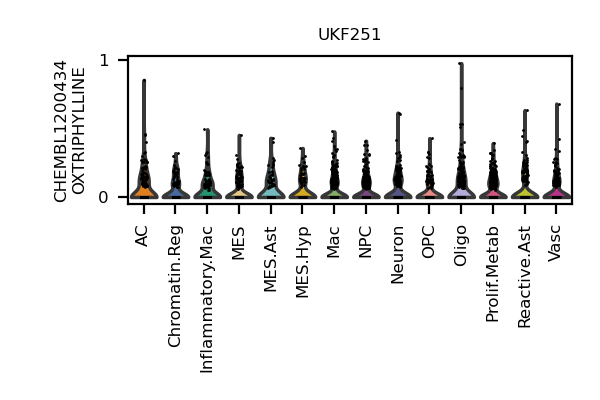 UKF251
CHEMBL1200434
OXTRIPHYLLINE
1
0
AC
Chromatin.Reg
Inflammatory.Mac
MES
MES.Ast
MES.Hyp
Mac
NPC
Neuron
OPC
Oligo
Prolif.Metab
Reactive.Ast
Vasc